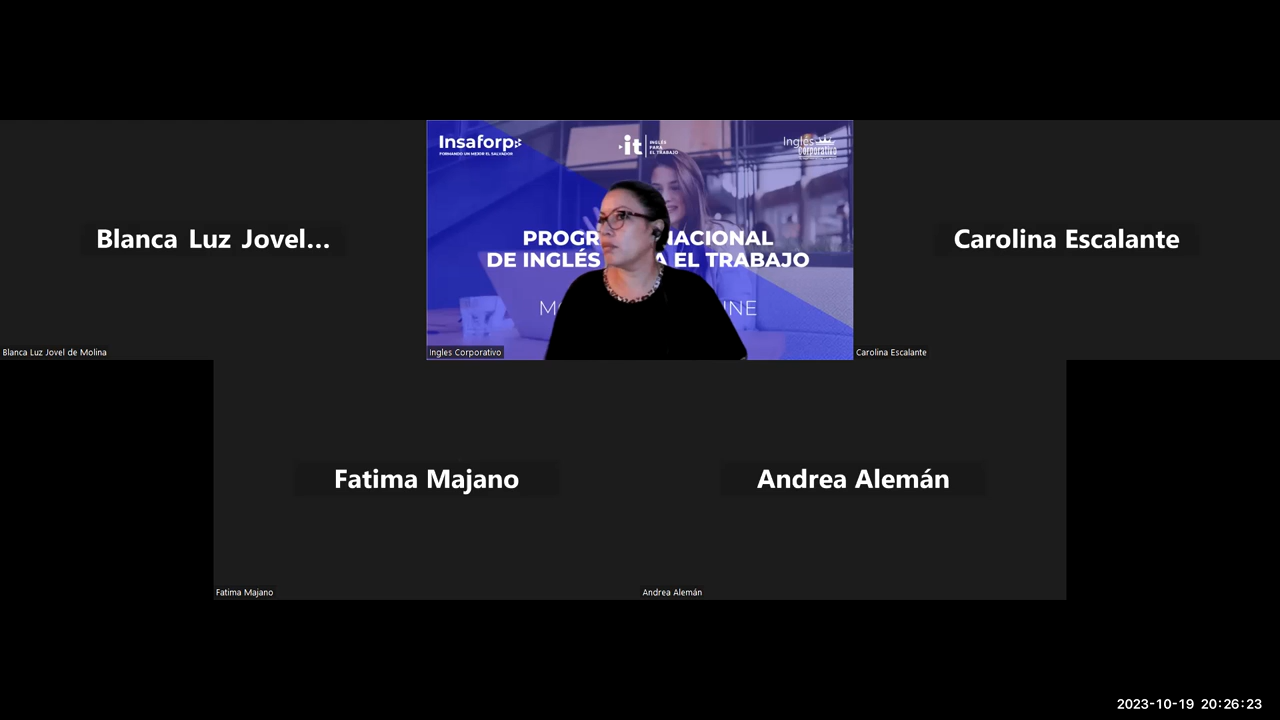 Insaforp
FORMANDO UN MEJOR EL SALVADOR
it
INGLÉS
PARA
EL TRABAJO
Inglés
corporativo
Blanca Luz Jovel...
PROGR NACIONAL
DE INGLÉS A EL TRABAJO
INE
Carolina Escalante
Blanca Luz Jovel de Molina
Ingles Corporativo
Carolina Escalante
Fatima Majano
Andrea Alemán
Fatima Majano
Andrea Alemán
2023-10-19 20:26:23